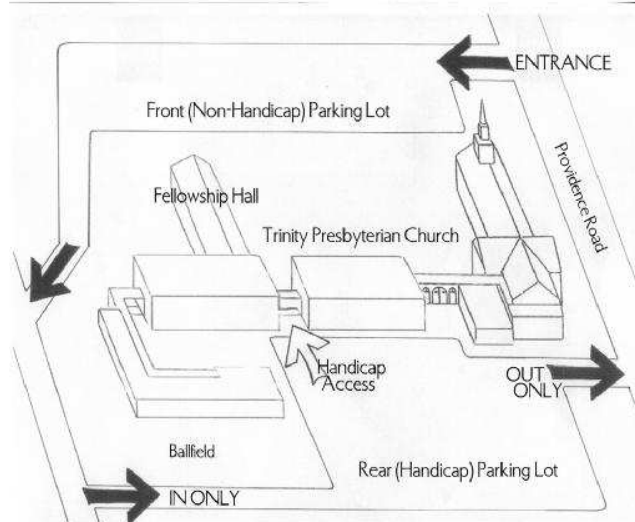 ENTRANCE
Front (Non-Handicap) Parking Lot
Providence Road
Fellowship Hall
Trinity Presbyterian Church
Handicap
Access
OUT
ONLY
Ballfield
Rear (Handicap) Parking Lot
IN ONLY